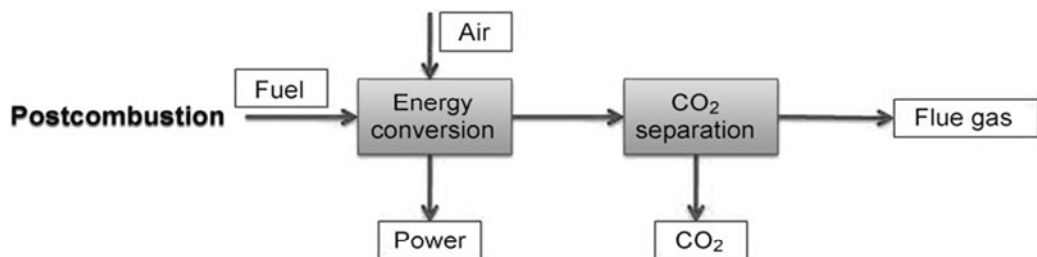 Air
Fuel
Postcombustion
Energy
conversion
CO₂
separation
Flue gas
Power
CO₂